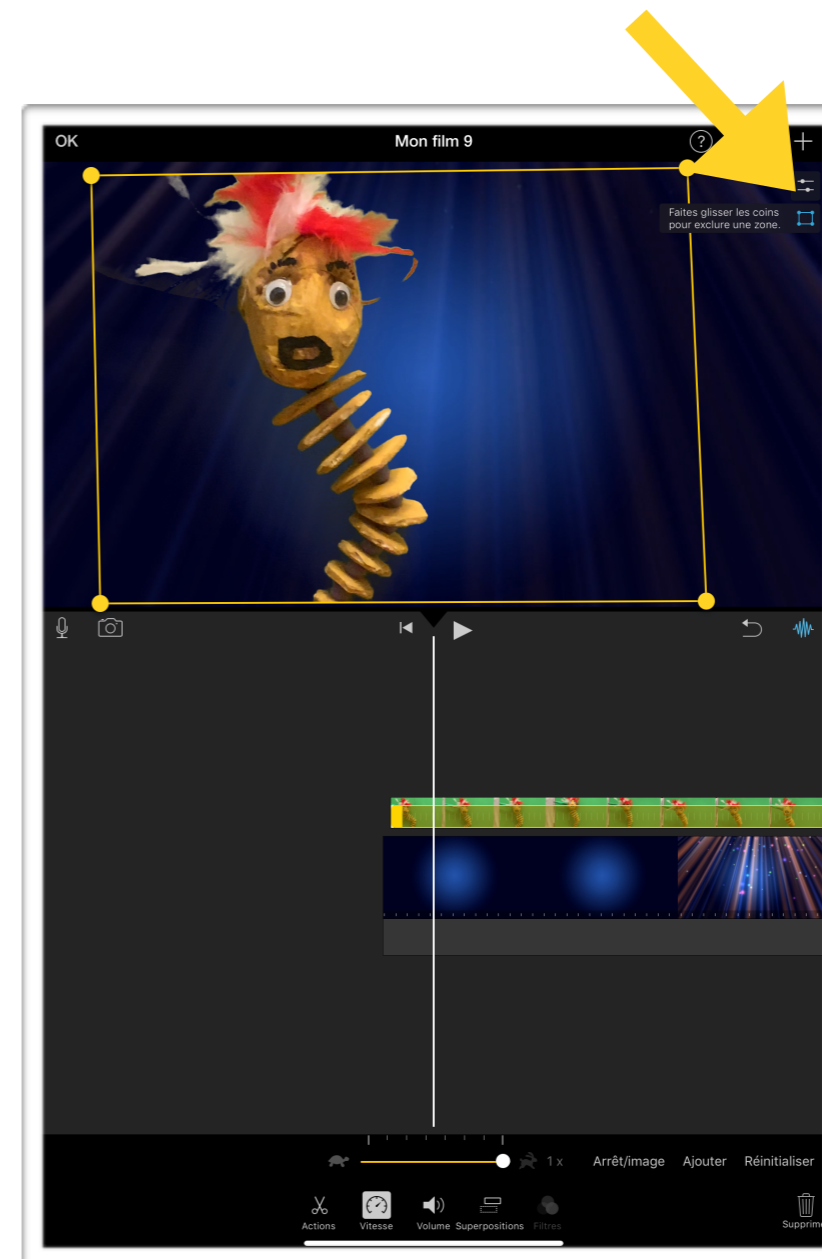 OK
Mon film 9
?
Faites glisser les coins
pour exclure une zone.
1 x
Arrêt/image
Ajouter
Réinitialiser
Actions
Vitesse
Volume
Superpositions
Filtres
Supprime